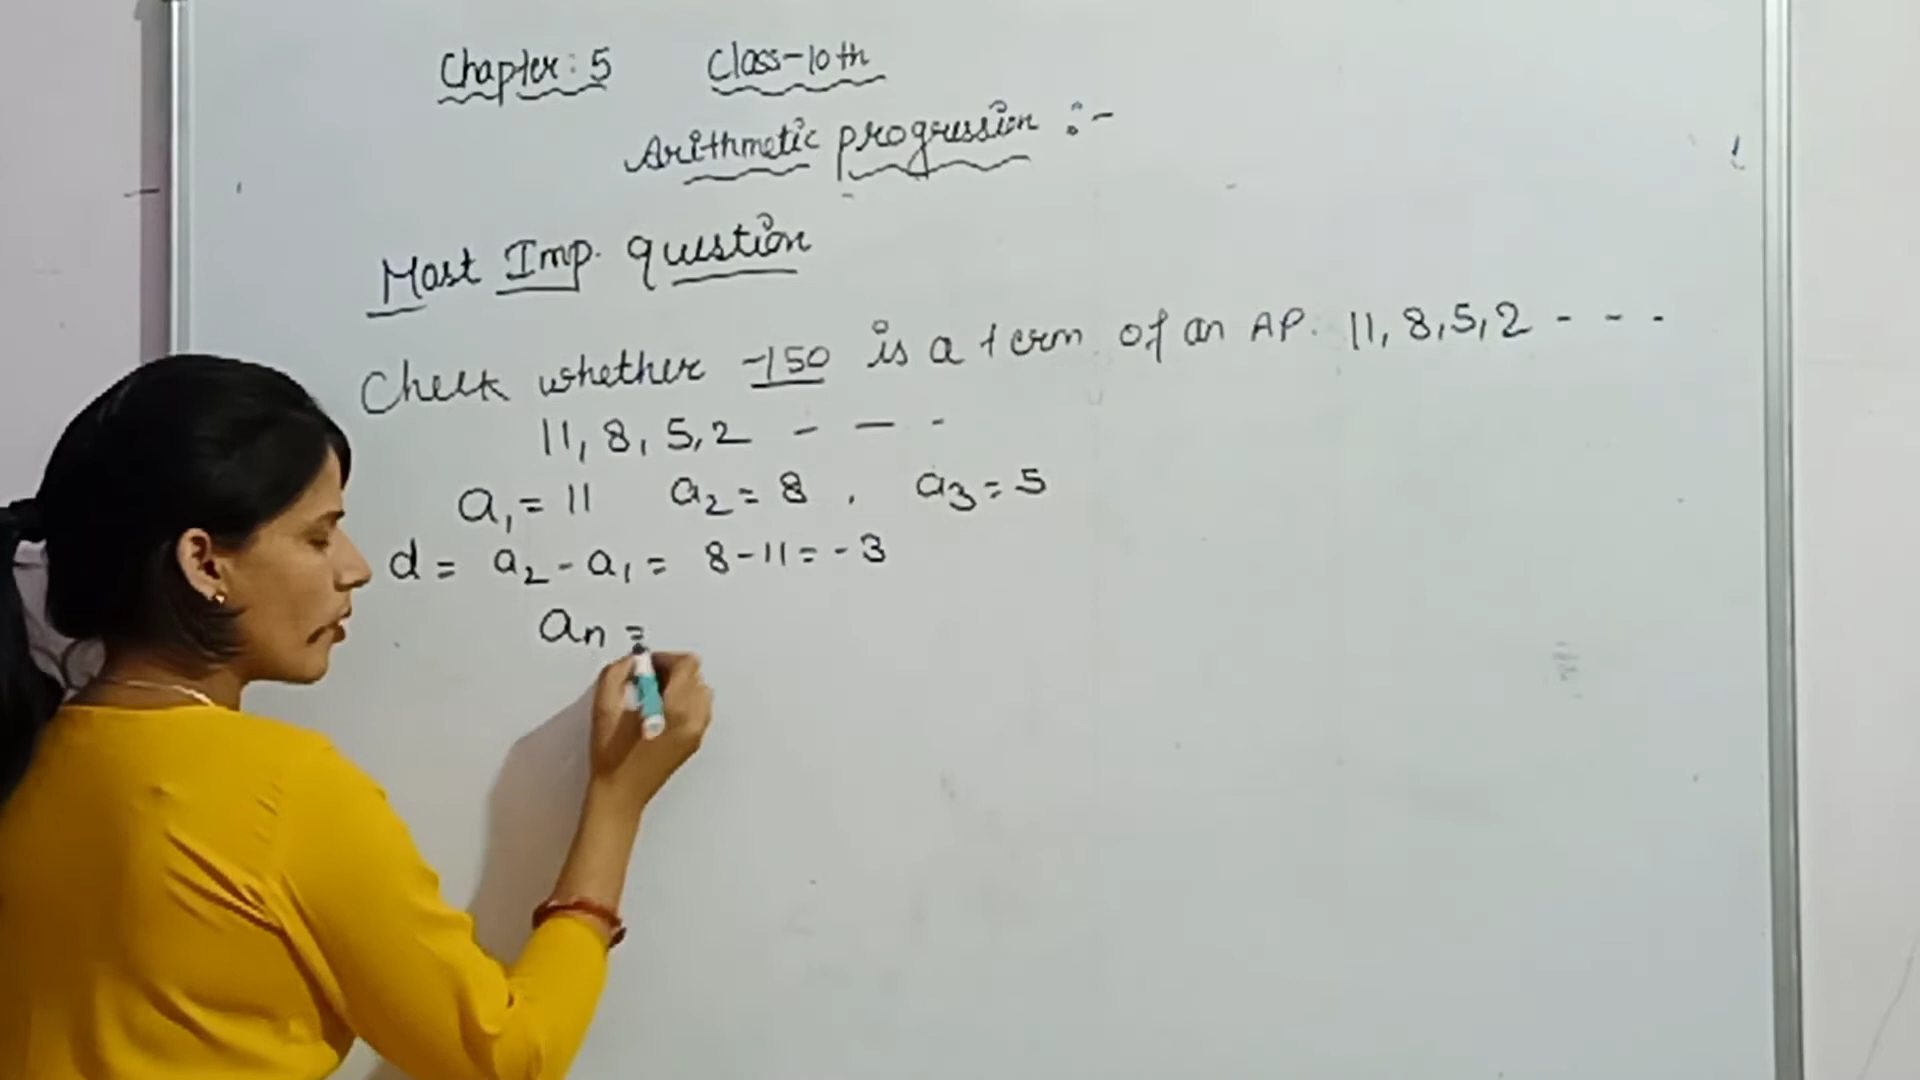 Chapter: 5 Class-10th
Arithmetic progression :-
Most Imp. question
Check whether -150 is a term of an AP. 11, 8, 5, 2 - - -
11, 8, 5, 2 - - -
a₁ = 11 a₂ = 8 , a₃ = 5
d = a₂ - a₁ = 8 - 11 = - 3
aₙ =